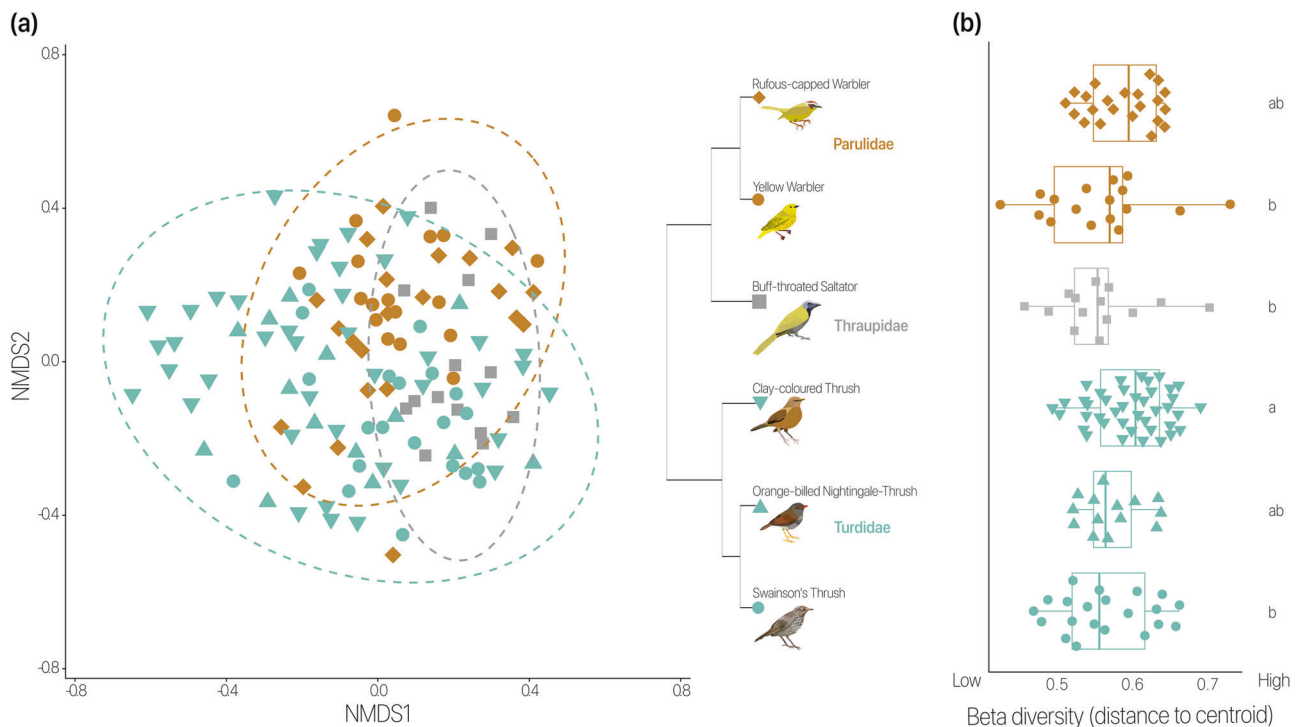 (a)
0.8
0.4
0.0
-0.4
-0.8
NMDS2
-0.8
-0.4
0.0
0.4
0.8
NMDS1
Rufous-capped Warbler
Parulidae
Yellow Warbler
Buff-throated Saltator
Thraupidae
Clay-coloured Thrush
Orange-billed Nightingale-Thrush
Turdidae
Swainson's Thrush
(b)
ab
b
b
a
ab
b
Low
0.5
0.6
0.7
High
Beta diversity (distance to centroid)